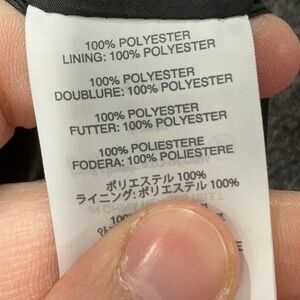 100% POLYESTER
LINING: 100% POLYESTER
100% POLYESTER
DOUBLURE: 100% POLYESTER
100% POLYESTER
FUTTER: 100% POLYESTER
100% POLIESTERE
FODERA: 100% POLIESTERE
ポリエステル 100%
ライニング: ポリエステル 100%